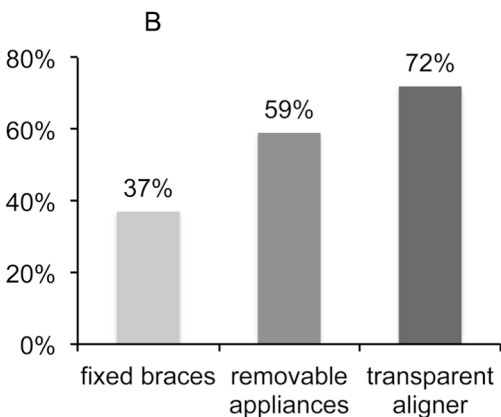 B
80%
60%
40%
20%
0%
37%
59%
72%
fixed braces
removable
appliances
transparent
aligner